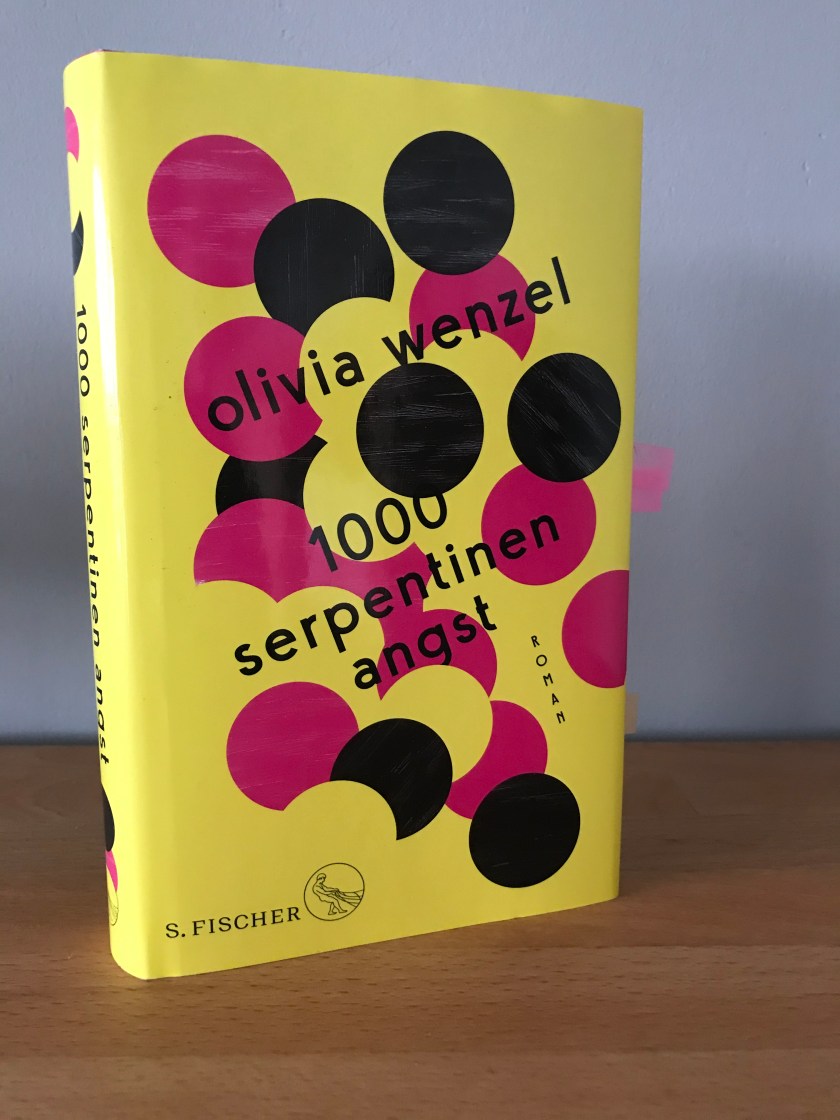 olivia wenzel
1000
serpentinen
angst
ROMAN
S. FISCHER
1000 serpentinen angst